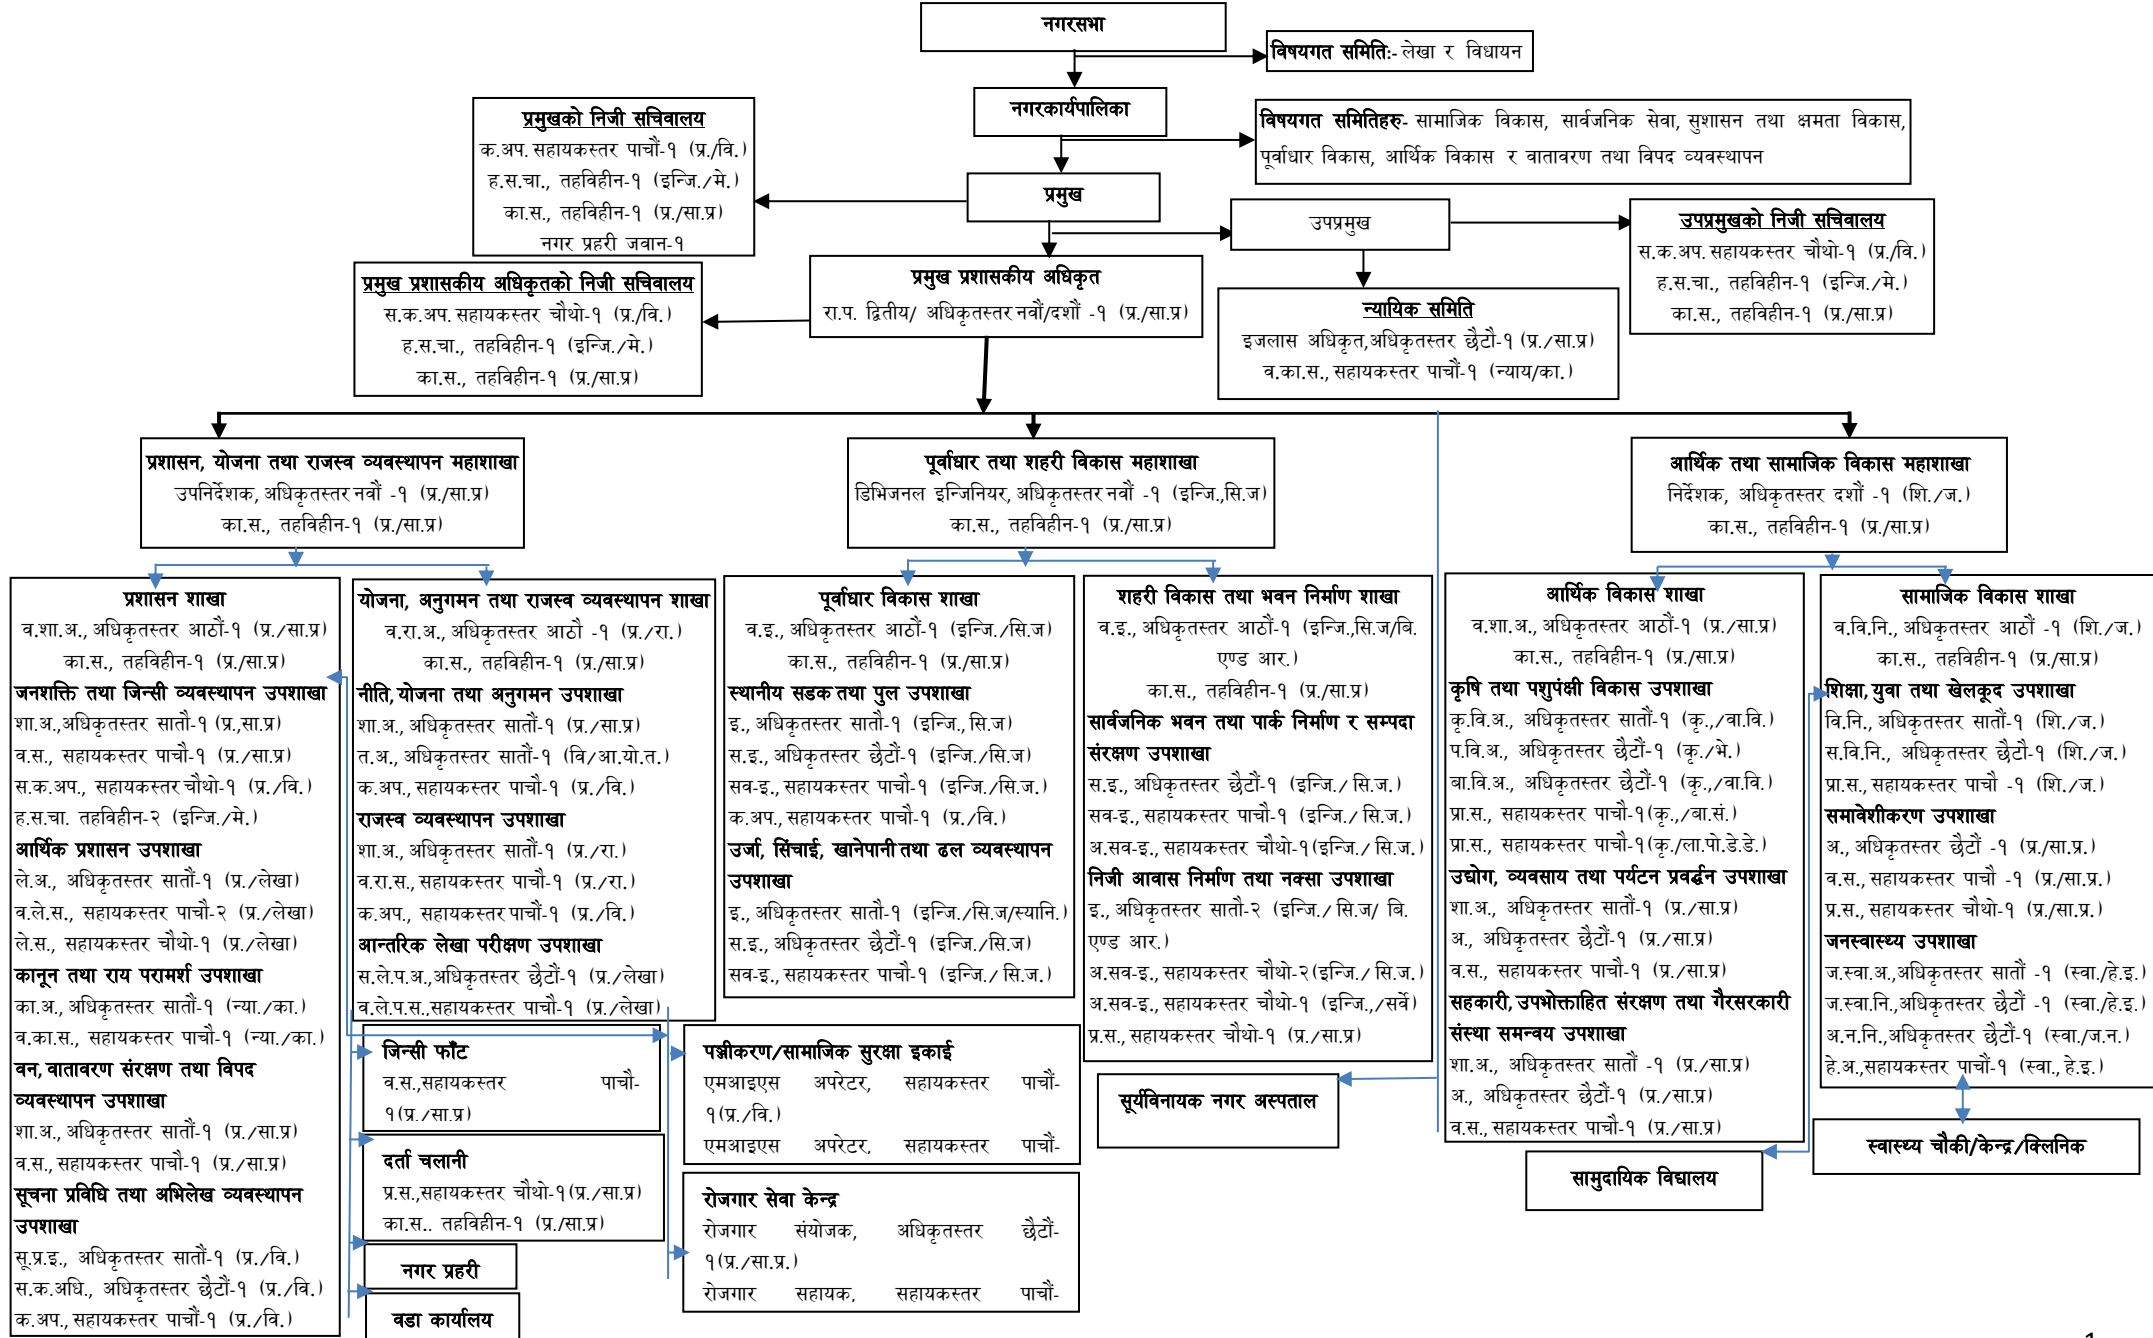 नगरसभा
विषयगत समितिः- लेखा र विधायन
नगरकार्यपालिका
विषयगत समितिहरु- सामाजिक विकास, सार्वजनिक सेवा, सुशासन तथा क्षमता विकास,
पूर्वाधार विकास, आर्थिक विकास र वातावरण तथा विपद व्यवस्थापन
प्रमुखको निजी सचिवालय
क.अप. सहायकस्तर पाचौं-१ (प्र./वि.)
ह.स.चा., तहविहीन-१ (इन्जि./मे.)
का.स., तहविहीन-१ (प्र./सा.प्र)
नगर प्रहरी जवान-१
प्रमुख
उपप्रमुख
उपप्रमुखको निजी सचिवालय
स.क.अप. सहायकस्तर चौथो-१ (प्र./वि.)
ह.स.चा., तहविहीन-१ (इन्जि./मे.)
का.स., तहविहीन-१ (प्र./सा.प्र)
प्रमुख प्रशासकीय अधिकृतको निजी सचिवालय
स.क.अप. सहायकस्तर चौथो-१ (प्र./वि.)
ह.स.चा., तहविहीन-१ (इन्जि./मे.)
का.स., तहविहीन-१ (प्र./सा.प्र)
प्रमुख प्रशासकीय अधिकृत
रा.प. द्वितीय/ अधिकृतस्तर नवौं/दशौं -१ (प्र./सा.प्र)
न्यायिक समिति
इजलास अधिकृत,अधिकृतस्तर छैटौ-१ (प्र./सा.प्र)
व.का.स., सहायकस्तर पाचौं-१ (न्याय/का.)
प्रशासन, योजना तथा राजस्व व्यवस्थापन महाशाखा
उपनिर्देशक, अधिकृतस्तर नवौं -१ (प्र./सा.प्र)
का.स., तहविहीन-१ (प्र./सा.प्र)
पूर्वाधार तथा शहरी विकास महाशाखा
डिभिजनल इन्जिनियर, अधिकृतस्तर नवौं -१ (इन्जि.,सि.ज)
का.स., तहविहीन-१ (प्र./सा.प्र)
आर्थिक तथा सामाजिक विकास महाशाखा
निर्देशक, अधिकृतस्तर दशौं -१ (शि./ज.)
का.स., तहविहीन-१ (प्र./सा.प्र)
प्रशासन शाखा
व.शा.अ., अधिकृतस्तर आठौं-१ (प्र./सा.प्र)
का.स., तहविहीन-१ (प्र./सा.प्र)
जनशक्ति तथा जिन्सी व्यवस्थापन उपशाखा
शा.अ.,अधिकृतस्तर सातौ-१ (प्र.,सा.प्र)
व.स., सहायकस्तर पाचौ-१ (प्र./सा.प्र)
स.क.अप., सहायकस्तर चौथो-१ (प्र./वि.)
ह.स.चा. तहविहीन-२ (इन्जि./मे.)
आर्थिक प्रशासन उपशाखा
ले.अ., अधिकृतस्तर सातौं-१ (प्र./लेखा)
व.ले.स., सहायकस्तर पाचौ-२ (प्र./लेखा)
ले.स., सहायकस्तर चौथो-१ (प्र./लेखा)
कानून तथा राय परामर्श उपशाखा
का.अ., अधिकृतस्तर सातौं-१ (न्या./का.)
व.का.स., सहायकस्तर पाचौ-१ (न्या./का.)
वन, वातावरण संरक्षण तथा विपद
व्यवस्थापन उपशाखा
शा.अ., अधिकृतस्तर सातौं-१ (प्र./सा.प्र)
व.स., सहायकस्तर पाचौ-१ (प्र./सा.प्र)
सूचना प्रविधि तथा अभिलेख व्यवस्थापन
उपशाखा
सू.प्र.इ., अधिकृतस्तर सातौं-१ (प्र./वि.)
स.क.अधि., अधिकृतस्तर छैटौं-१ (प्र./वि.)
क.अप., सहायकस्तर पाचौं-१ (प्र./वि.)
योजना, अनुगमन तथा राजस्व व्यवस्थापन शाखा
व.रा.अ., अधिकृतस्तर आठौ -१ (प्र./रा.)
का.स., तहविहीन-१ (प्र./सा.प्र)
नीति, योजना तथा अनुगमन उपशाखा
शा.अ., अधिकृतस्तर सातौं-१ (प्र./सा.प्र)
त.अ., अधिकृतस्तर सातौं-१ (वि/आ.यो.त.)
क.अप., सहायकस्तर पाचौ-१ (प्र./वि.)
राजस्व व्यवस्थापन उपशाखा
शा.अ., अधिकृतस्तर सातौं-१ (प्र./रा.)
व.रा.स., सहायकस्तर पाचौ-१ (प्र./रा.)
क.अप., सहायकस्तर पाचौं-१ (प्र./वि.)
आन्तरिक लेखा परीक्षण उपशाखा
स.ले.प.अ.,अधिकृतस्तर छैटौं-१ (प्र./लेखा)
व.ले.प.स.,सहायकस्तर पाचौ-१ (प्र./लेखा)
पूर्वाधार विकास शाखा
व.इ., अधिकृतस्तर आठौं-१ (इन्जि./सि.ज)
का.स., तहविहीन-१ (प्र./सा.प्र)
स्थानीय सडक तथा पुल उपशाखा
इ., अधिकृतस्तर सातौ-१ (इन्जि., सि.ज)
स.इ., अधिकृतस्तर छैटौं-१ (इन्जि./सि.ज)
सव-इ., सहायकस्तर पाचौ-१ (इन्जि./सि.ज.)
क.अप., सहायकस्तर पाचौ-१ (प्र./वि.)
उर्जा, सिंचाई, खानेपानी तथा ढल व्यवस्थापन
उपशाखा
इ., अधिकृतस्तर सातौ-१ (इन्जि./सि.ज/स्यानि.)
स.इ., अधिकृतस्तर छैटौं-१ (इन्जि./सि.ज)
सव-इ., सहायकस्तर पाचौ-१ (इन्जि./ सि.ज.)
शहरी विकास तथा भवन निर्माण शाखा
व.इ., अधिकृतस्तर आठौं-१ (इन्जि.,सि.ज/बि.
एण्ड आर.)
का.स., तहविहीन-१ (प्र./सा.प्र)
सार्वजनिक भवन तथा पार्क निर्माण र सम्पदा
संरक्षण उपशाखा
स.इ., अधिकृतस्तर छैटौं-१ (इन्जि./ सि.ज.)
सव-इ., सहायकस्तर पाचौ-१ (इन्जि./ सि.ज.)
अ.सव-इ., सहायकस्तर चौथो-१(इन्जि./ सि.ज.)
निजी आवास निर्माण तथा नक्सा उपशाखा
इ., अधिकृतस्तर सातौ-२ (इन्जि./ सि.ज/ बि.
एण्ड आर.)
अ.सव-इ., सहायकस्तर चौथो-२(इन्जि./ सि.ज.)
अ.सव-इ., सहायकस्तर चौथो-१ (इन्जि./सर्वे)
प्र.स., सहायकस्तर चौथो-१ (प्र./सा.प्र)
आर्थिक विकास शाखा
व.शा.अ., अधिकृतस्तर आठौं-१ (प्र./सा.प्र)
का.स., तहविहीन-१ (प्र./सा.प्र)
कृषि तथा पशुपंक्षी विकास उपशाखा
कृ.वि.अ., अधिकृतस्तर सातौं-१ (कृ./वा.वि.)
प.वि.अ., अधिकृतस्तर छैटौं-१ (कृ./भे.)
बा.वि.अ., अधिकृतस्तर छैटौं-१ (कृ./वा.वि.)
प्रा.स., सहायकस्तर पाचौ-१(कृ./बा.सं.)
प्रा.स., सहायकस्तर पाचौ-१(कृ./ला.पो.डे.डे.)
उद्योग, व्यवसाय तथा पर्यटन प्रवर्द्धन उपशाखा
शा.अ., अधिकृतस्तर सातौं-१ (प्र./सा.प्र)
अ., अधिकृतस्तर छैटौं-१ (प्र./सा.प्र)
व.स., सहायकस्तर पाचौ-१ (प्र./सा.प्र)
सहकारी, उपभोक्ताहित संरक्षण तथा गैरसरकारी
संस्था समन्वय उपशाखा
शा.अ., अधिकृतस्तर सातौं -१ (प्र./सा.प्र)
अ., अधिकृतस्तर छैटौं-१ (प्र./सा.प्र)
व.स., सहायकस्तर पाचौ-१ (प्र./सा.प्र)
सामाजिक विकास शाखा
व.वि.नि., अधिकृतस्तर आठौं -१ (शि./ज.)
का.स., तहविहीन-१ (प्र./सा.प्र)
शिक्षा, युवा तथा खेलकूद उपशाखा
वि.नि., अधिकृतस्तर सातौं-१ (शि./ज.)
स.वि.नि., अधिकृतस्तर छैटौ-१ (शि./ज.)
प्रा.स., सहायकस्तर पाचौ -१ (शि./ज.)
समावेशीकरण उपशाखा
अ., अधिकृतस्तर छैटौं -१ (प्र./सा.प्र.)
व.स., सहायकस्तर पाचौ -१ (प्र./सा.प्र.)
प्र.स., सहायकस्तर चौथो-१ (प्र./सा.प्र.)
जनस्वास्थ्य उपशाखा
ज.स्वा.अ.,अधिकृतस्तर सातौं -१ (स्वा./हे.इ.)
ज.स्वा.नि.,अधिकृतस्तर छैटौं -१ (स्वा./हे.इ.)
अ.न.नि.,अधिकृतस्तर छैटौं-१ (स्वा./ज.न.)
हे.अ.,सहायकस्तर पाचौं-१ (स्वा., हे.इ.)
जिन्सी फाँट
व.स.,सहायकस्तर पाचौ-
१(प्र./सा.प्र)
दर्ता चलानी
प्र.स.,सहायकस्तर चौथो-१(प्र./सा.प्र)
का.स.. तहविहीन-१ (प्र./सा.प्र)
नगर प्रहरी
वडा कार्यालय
पञ्जीकरण/सामाजिक सुरक्षा इकाई
एमआइएस अपरेटर, सहायकस्तर पाचौं-
१(प्र./वि.)
एमआइएस अपरेटर, सहायकस्तर पाचौं-
रोजगार सेवा केन्द्र
रोजगार संयोजक, अधिकृतस्तर छैटौं-
१(प्र./सा.प्र.)
रोजगार सहायक, सहायकस्तर पाचौं-
सूर्यविनायक नगर अस्पताल
सामुदायिक विद्यालय
स्वास्थ्य चौकी/केन्द्र/क्लिनिक